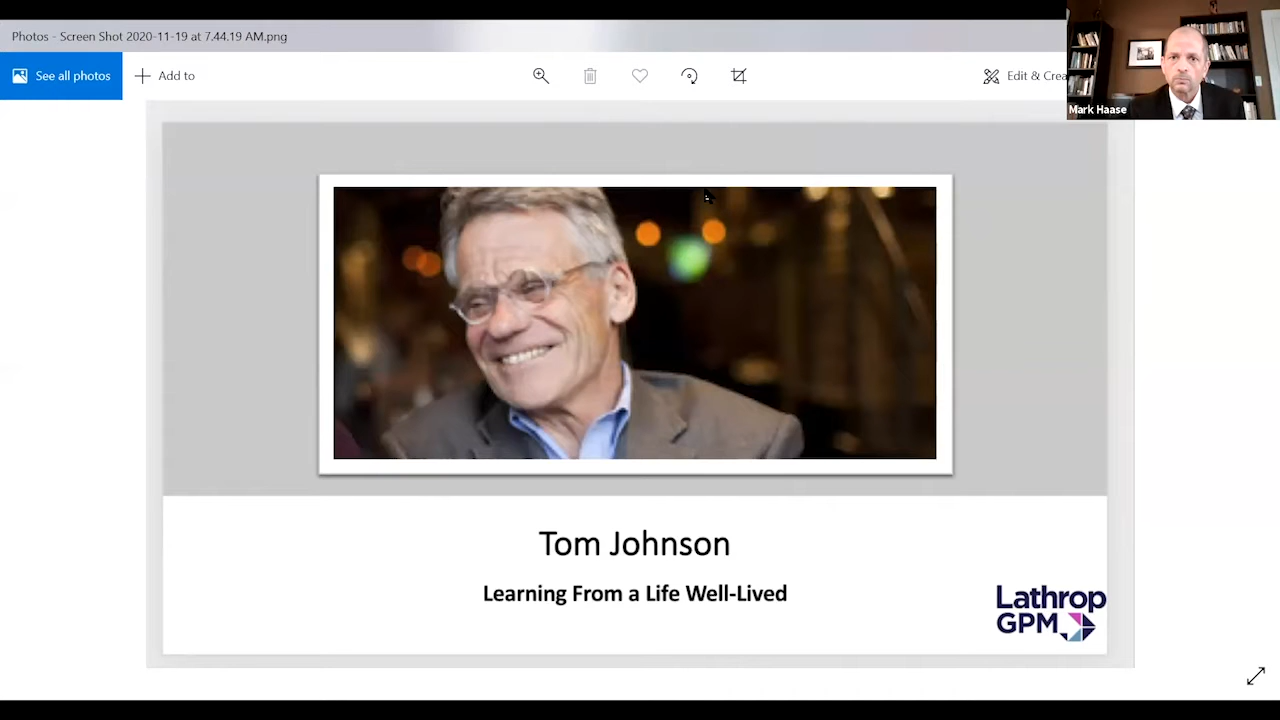 Photos - Screen Shot 2020-11-19 at 7.44.19 AM.png
See all photos
Add to
Edit & Crea
Mark Haase
Tom Johnson
Learning From a Life Well-Lived
Lathrop
GPM